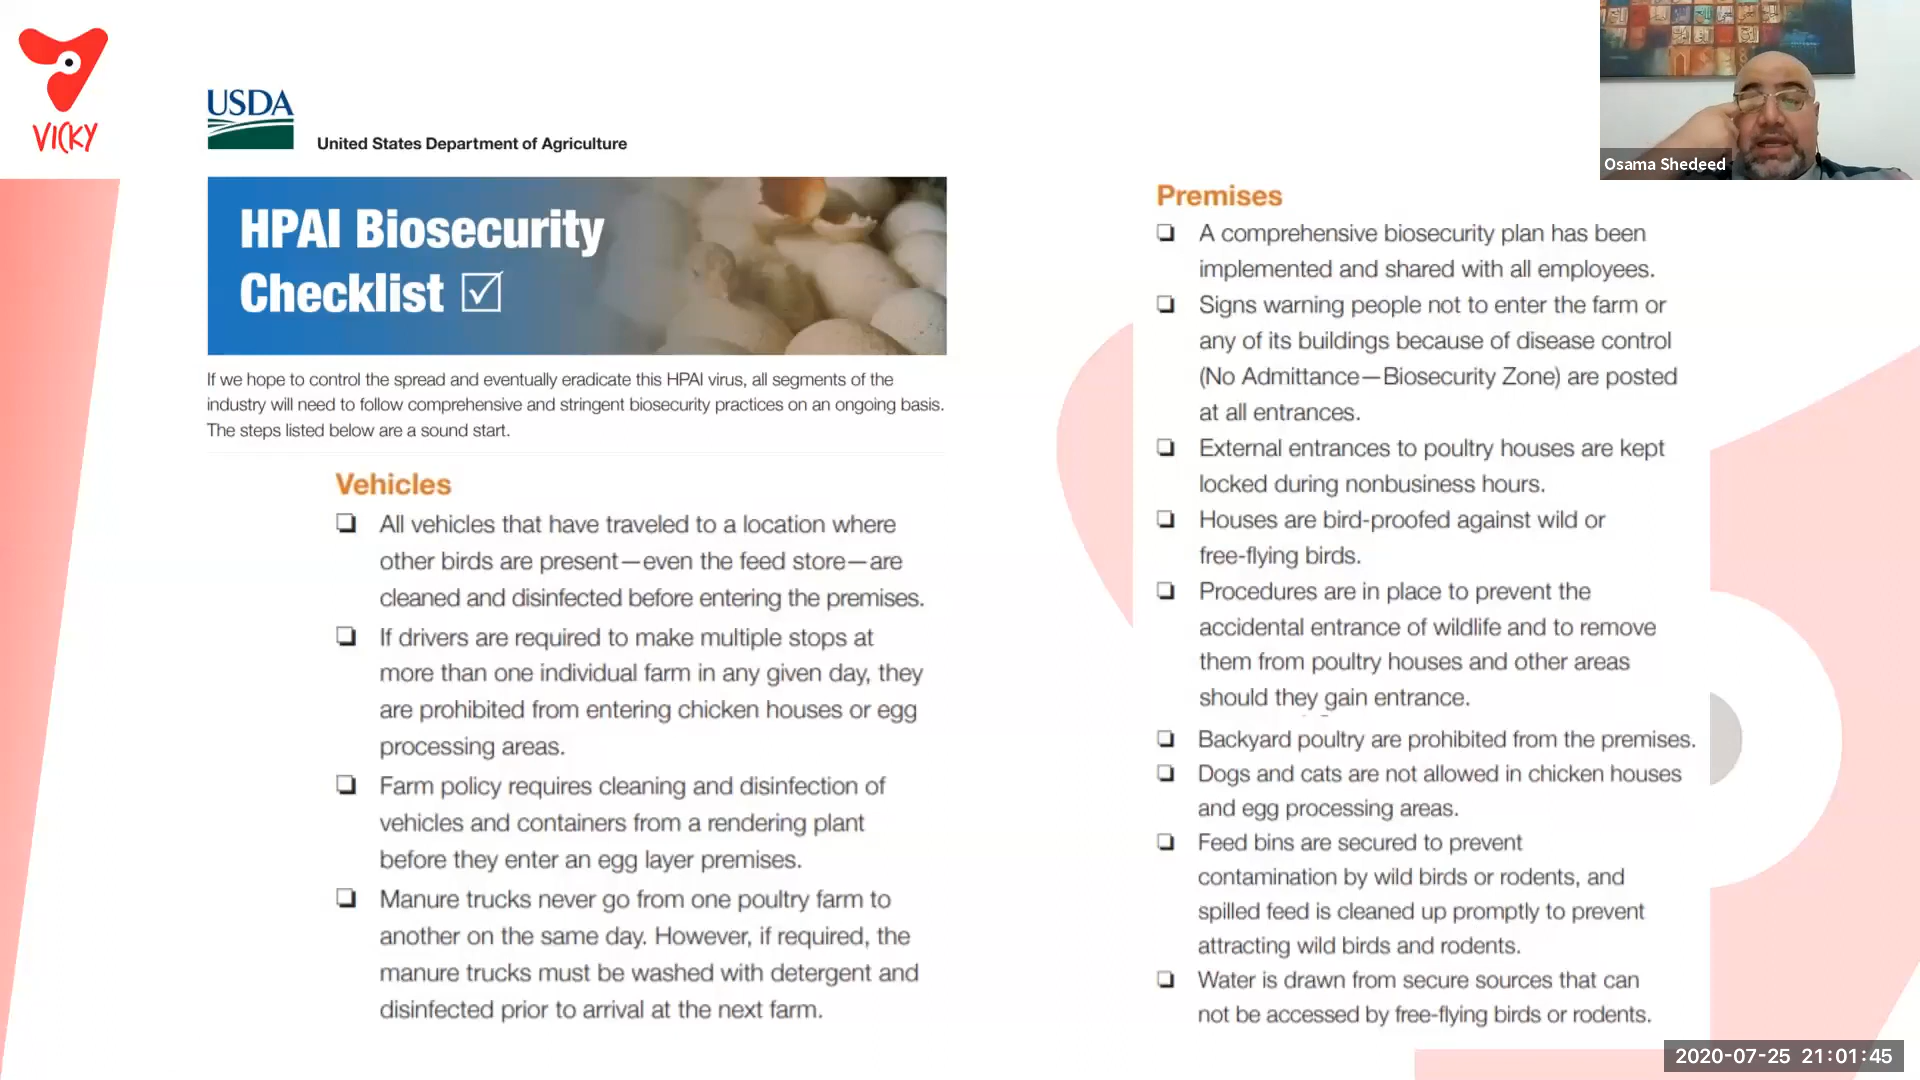 VICKY
USDA
United States Department of Agriculture
HPAI Biosecurity
Checklist
If we hope to control the spread and eventually eradicate this HPAI virus, all segments of the
industry will need to follow comprehensive and stringent biosecurity practices on an ongoing basis.
The steps listed below are a sound start.
Vehicles
❏ All vehicles that have traveled to a location where
other birds are present—even the feed store—are
cleaned and disinfected before entering the premises.
❏ If drivers are required to make multiple stops at
more than one individual farm in any given day, they
are prohibited from entering chicken houses or egg
processing areas.
❏ Farm policy requires cleaning and disinfection of
vehicles and containers from a rendering plant
before they enter an egg layer premises.
❏ Manure trucks never go from one poultry farm to
another on the same day. However, if required, the
manure trucks must be washed with detergent and
disinfected prior to arrival at the next farm.
Premises
❏ A comprehensive biosecurity plan has been
implemented and shared with all employees.
❏ Signs warning people not to enter the farm or
any of its buildings because of disease control
(No Admittance—Biosecurity Zone) are posted
at all entrances.
❏ External entrances to poultry houses are kept
locked during nonbusiness hours.
❏ Houses are bird-proofed against wild or
free-flying birds.
❏ Procedures are in place to prevent the
accidental entrance of wildlife and to remove
them from poultry houses and other areas
should they gain entrance.
❏ Backyard poultry are prohibited from the premises.
❏ Dogs and cats are not allowed in chicken houses
and egg processing areas.
❏ Feed bins are secured to prevent
contamination by wild birds or rodents, and
spilled feed is cleaned up promptly to prevent
attracting wild birds and rodents.
❏ Water is drawn from secure sources that can
not be accessed by free-flying birds or rodents.
Osama Shedeed
2020-07-25 21:01:45